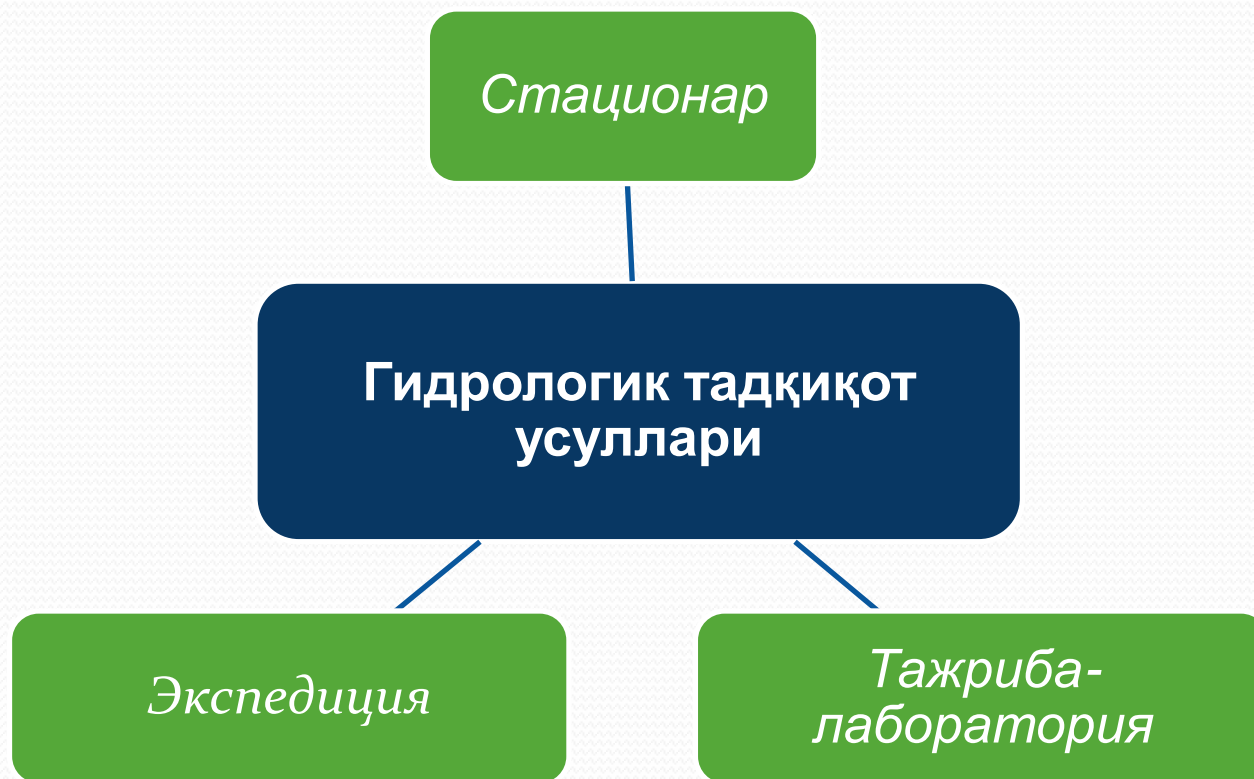 Стационар
Гидрологик тадқиқот
усуллари
Экспедиция
Тажриба-
лаборатория